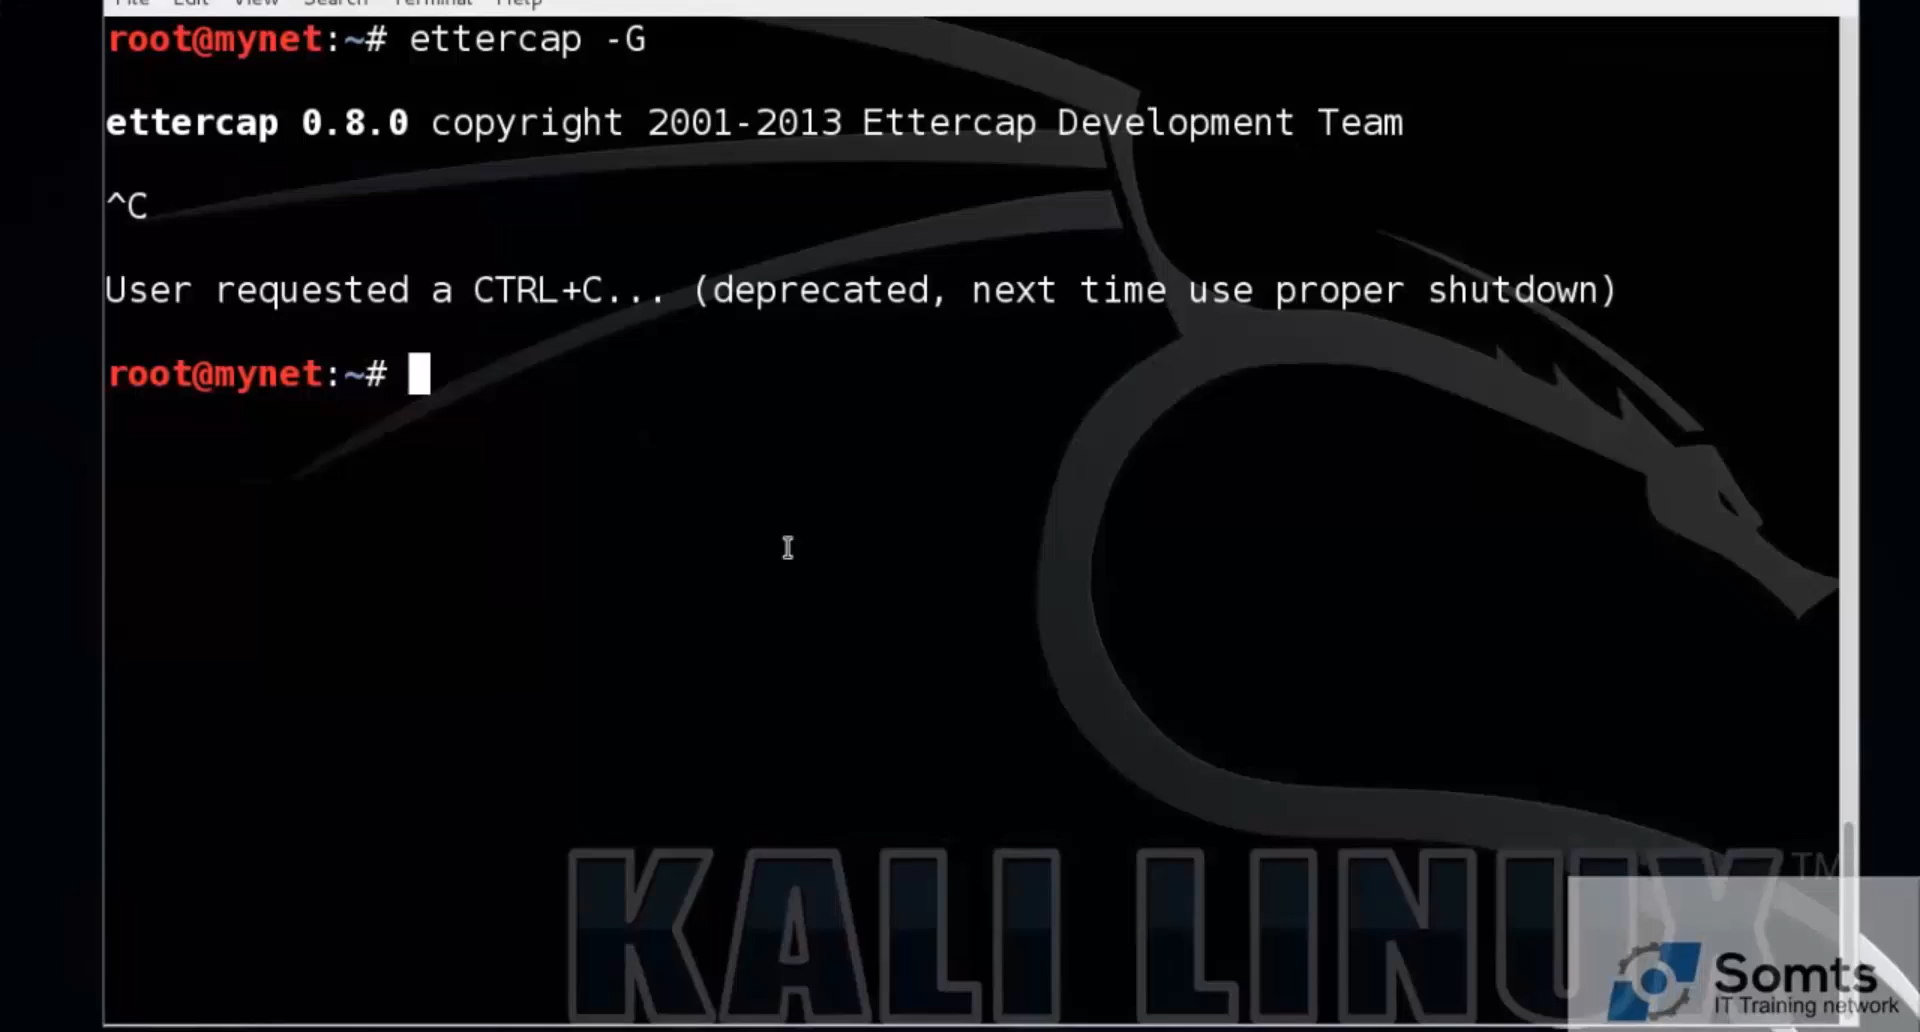 File Edit View Search Terminal Help
root@mynet:~# ettercap -G
ettercap 0.8.0 copyright 2001-2013 Ettercap Development Team
^C
User requested a CTRL+C... (deprecated, next time use proper shutdown)
root@mynet:~#
KALI LINUX™
Somts
IT Training network